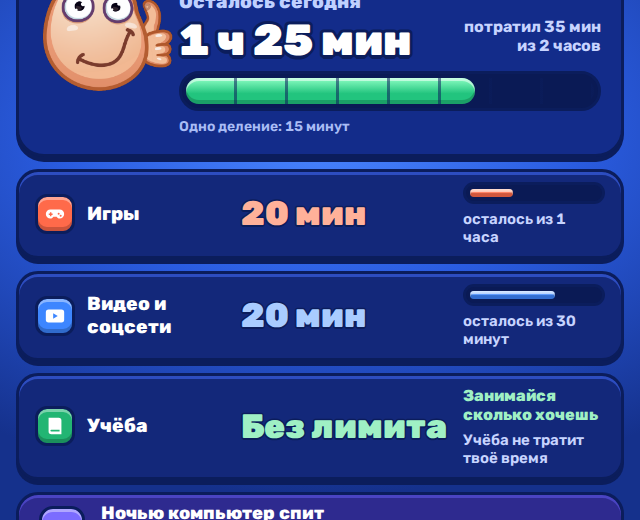 Осталось сегодня
1 ч 25 мин
потратил 35 мин
из 2 часов
Одно деление: 15 минут
Игры
20 мин
осталось из 1
часа
Видео и
соцсети
20 мин
осталось из 30
минут
Учёба
Без лимита
Занимайся
сколько хочешь
Учёба не тратит
твоё время
Ночью компьютер спит